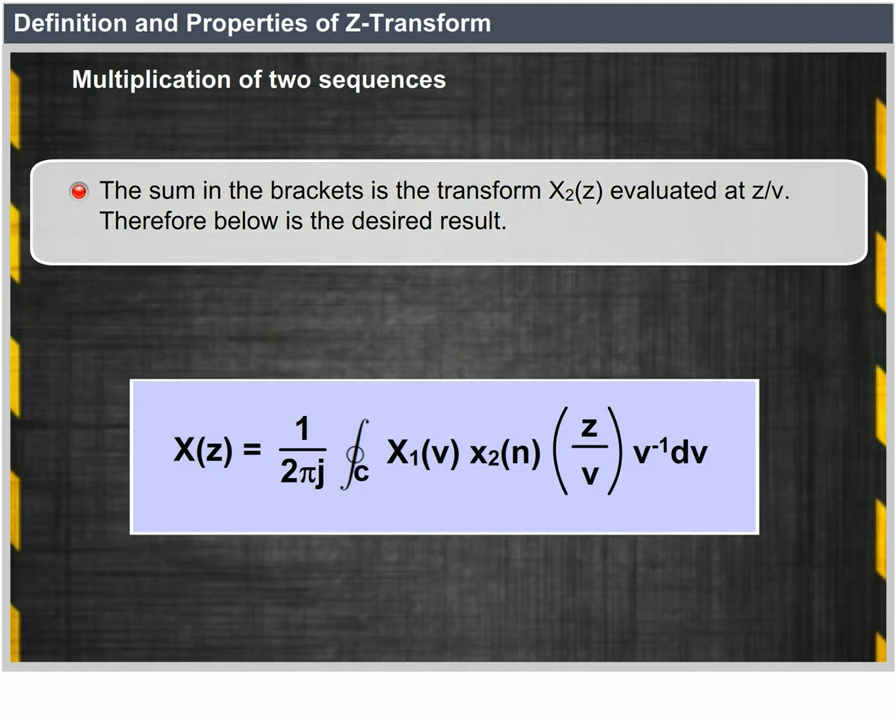 Definition and Properties of Z-Transform
Multiplication of two sequences
The sum in the brackets is the transform X₂(z) evaluated at z/v.
Therefore below is the desired result.
X(z) = 1/2πj ∮C X₁(v) x₂(n) (z/v) v⁻¹dv